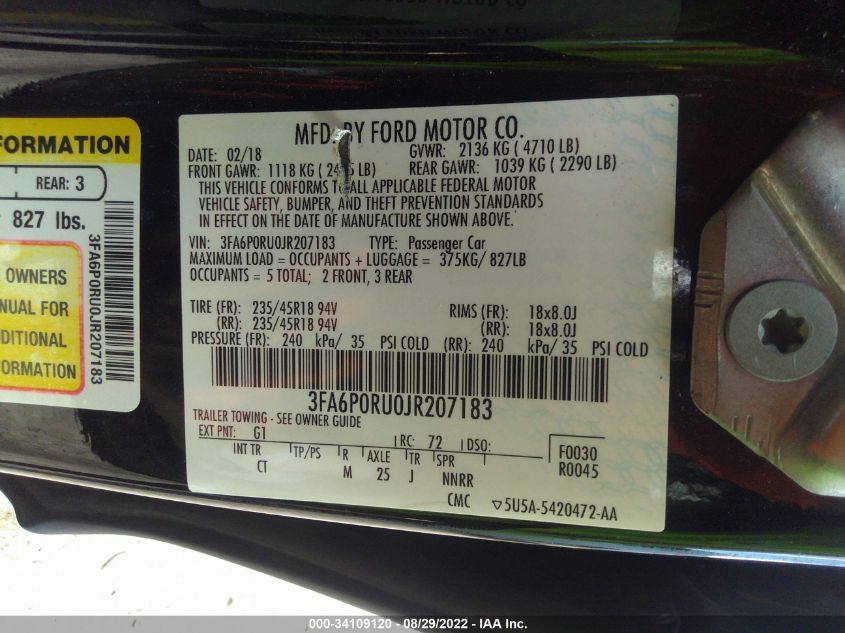 FORMATION
REAR: 3
827 lbs.
OWNERS
NUAL FOR
DITIONAL
FORMATION
3FA6P0RU0JR207183
MFD. BY FORD MOTOR CO.
DATE: 02/18 GVWR: 2136 KG ( 4710 LB)
FRONT GAWR: 1118 KG ( LB) REAR GAWR: 1039 KG ( 2290 LB)
THIS VEHICLE CONFORMS TO ALL APPLICABLE FEDERAL MOTOR
VEHICLE SAFETY, BUMPER, AND THEFT PREVENTION STANDARDS
IN EFFECT ON THE DATE OF MANUFACTURE SHOWN ABOVE.
VIN: 3FA6P0RU0JR207183 TYPE: Passenger Car
MAXIMUM LOAD = OCCUPANTS + LUGGAGE = 375KG/ 827LB
OCCUPANTS = 5 TOTAL; 2 FRONT, 3 REAR
TIRE (FR): 235/45R18 94V RIMS (FR): 18x8.0J
(RR): 235/45R18 94V (RR): 18x8.0J
PRESSURE (FR): 240 kPa/ 35 PSI COLD (RR): 240 kPa/ 35 PSI COLD
3FA6P0RU0JR207183
TRAILER TOWING - SEE OWNER GUIDE
EXT PNT: G1 RC: 72 DSO:
INT TR TP/PS R AXLE TR SPR
CT M 25 J NNRR
F0030
R0045
CMC ▽5U5A-5420472-AA
000-34109120 - 08/29/2022 - IAA Inc.